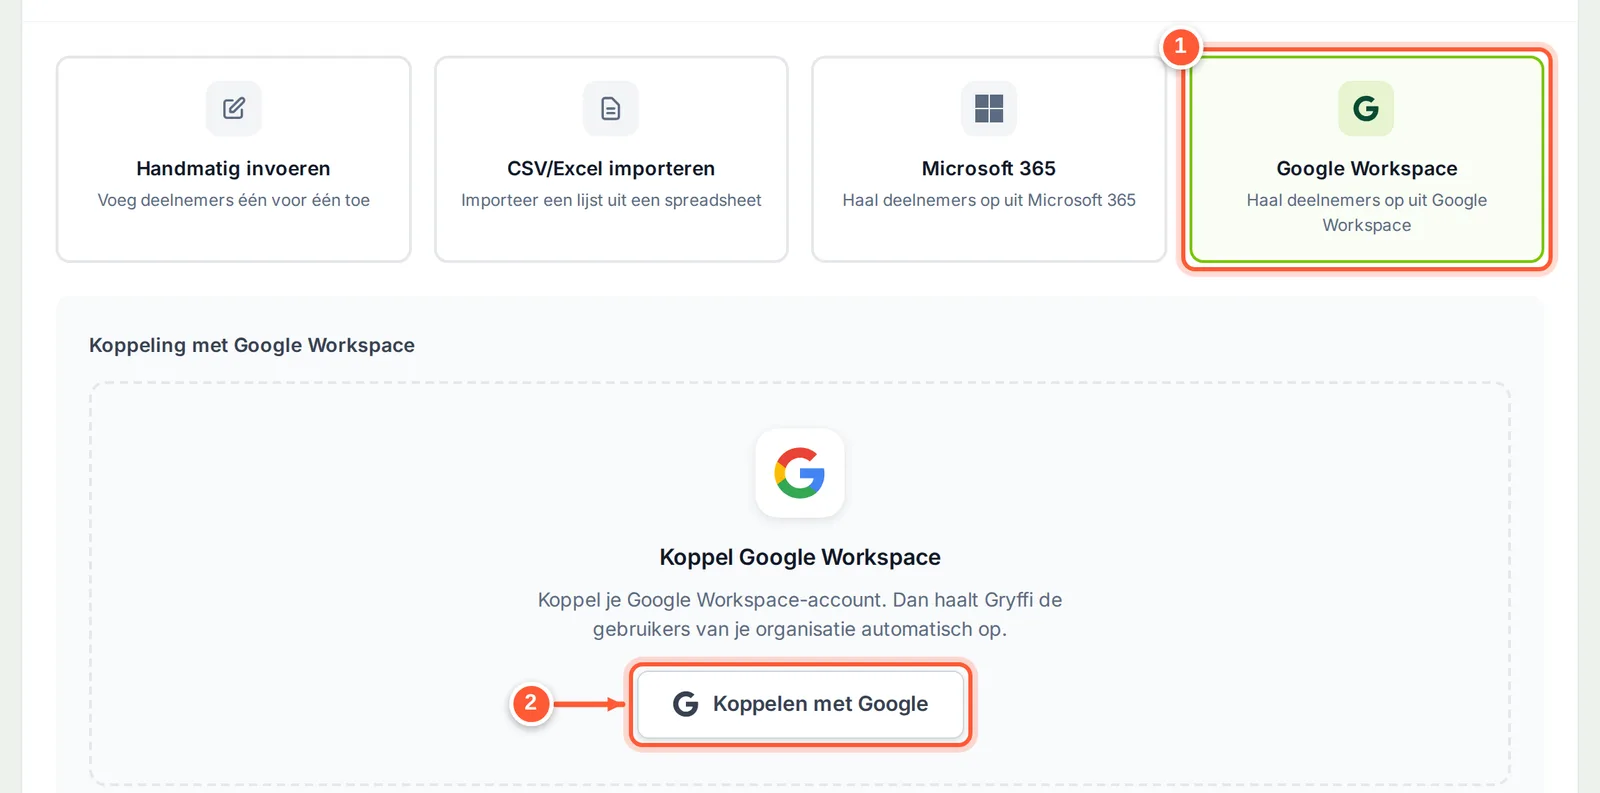 1
Handmatig invoeren
Voeg deelnemers één voor één toe
CSV/Excel importeren
Importeer een lijst uit een spreadsheet
Microsoft 365
Haal deelnemers op uit Microsoft 365
Google Workspace
Haal deelnemers op uit Google
Workspace
Koppeling met Google Workspace
Koppel Google Workspace
Koppel je Google Workspace-account. Dan haalt Gryffi de
gebruikers van je organisatie automatisch op.
2
Koppelen met Google